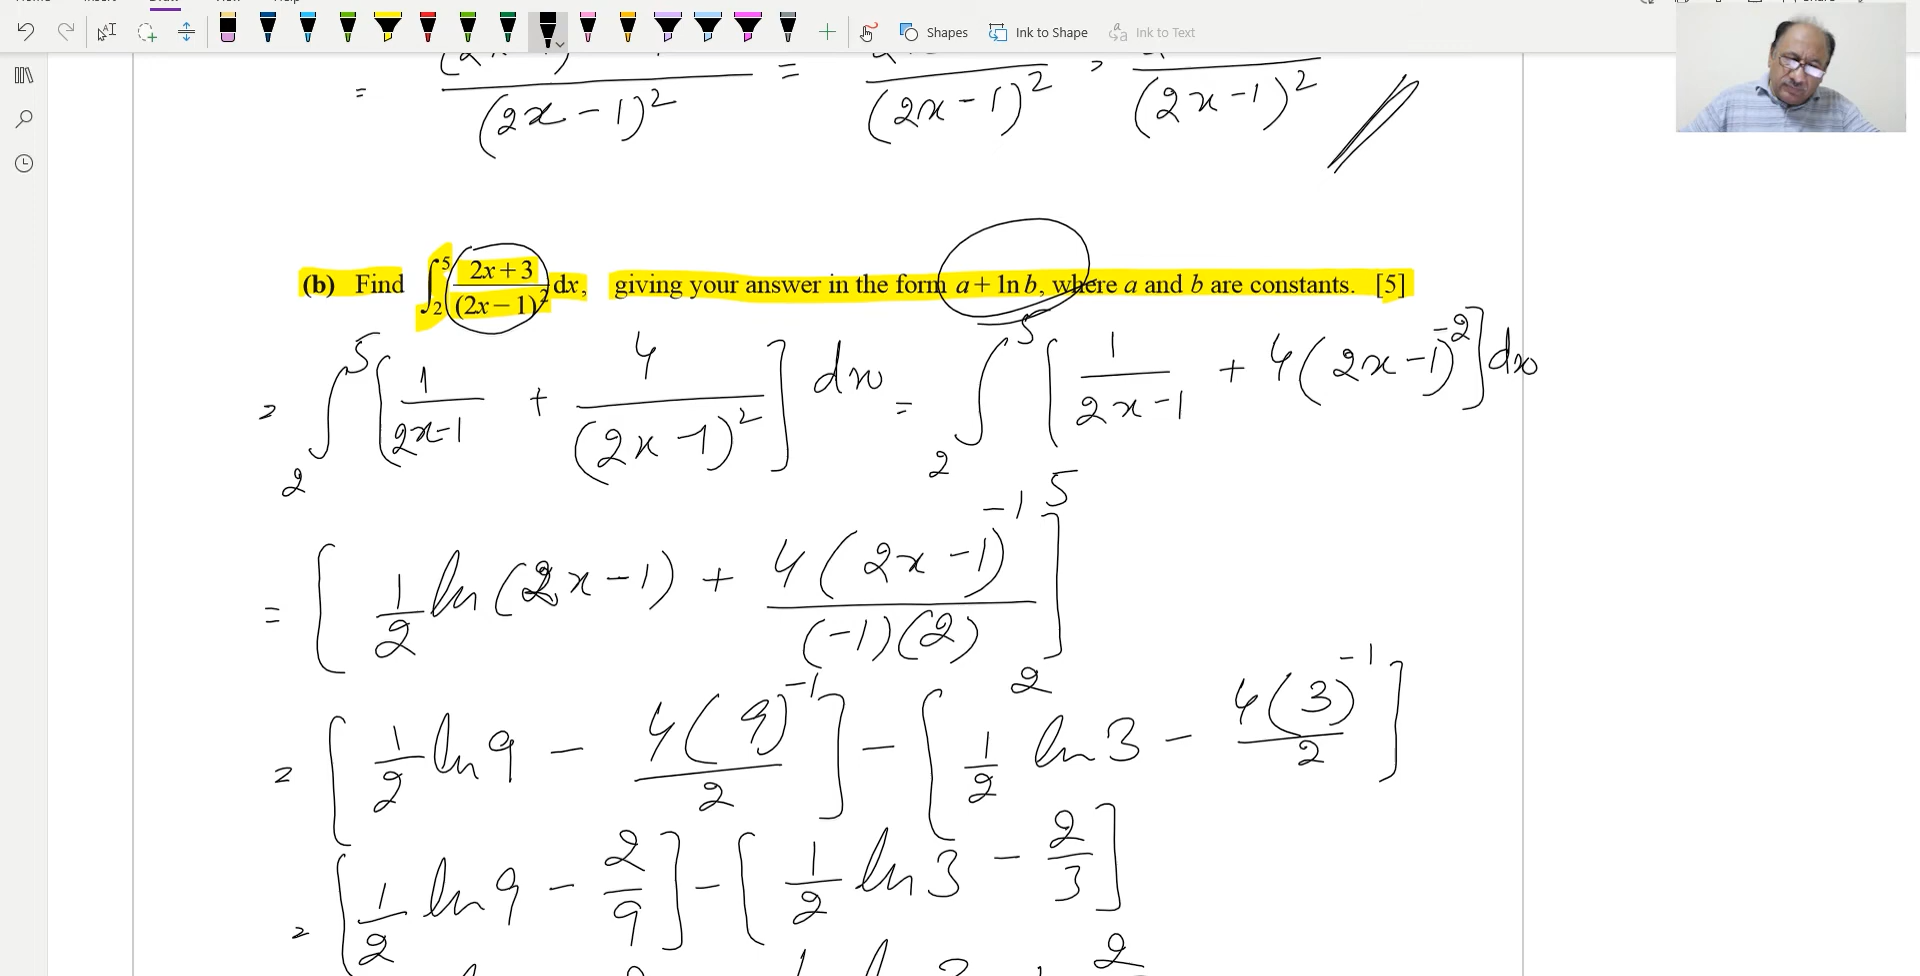 Shapes Ink to Shape Ink to Text
= (2x-1)² = (2x-1)² , (2x-1)²
(b) Find ∫₂⁵ (2x+3)/(2x-1)² dx, giving your answer in the form a + ln b, where a and b are constants. [5]
= ∫₂⁵ [1/(2x-1) + 4/(2x-1)²] dx = ∫₂⁵ [1/(2x-1) + 4(2x-1)⁻²] dx
= [1/2 ln(2x-1) + 4(2x-1)⁻¹/(-1)(2)]₂⁵
= [1/2 ln 9 - 4(9)⁻¹/2] - [1/2 ln 3 - 4(3)⁻¹/2]
= [1/2 ln 9 - 2/9] - [1/2 ln 3 - 2/3]